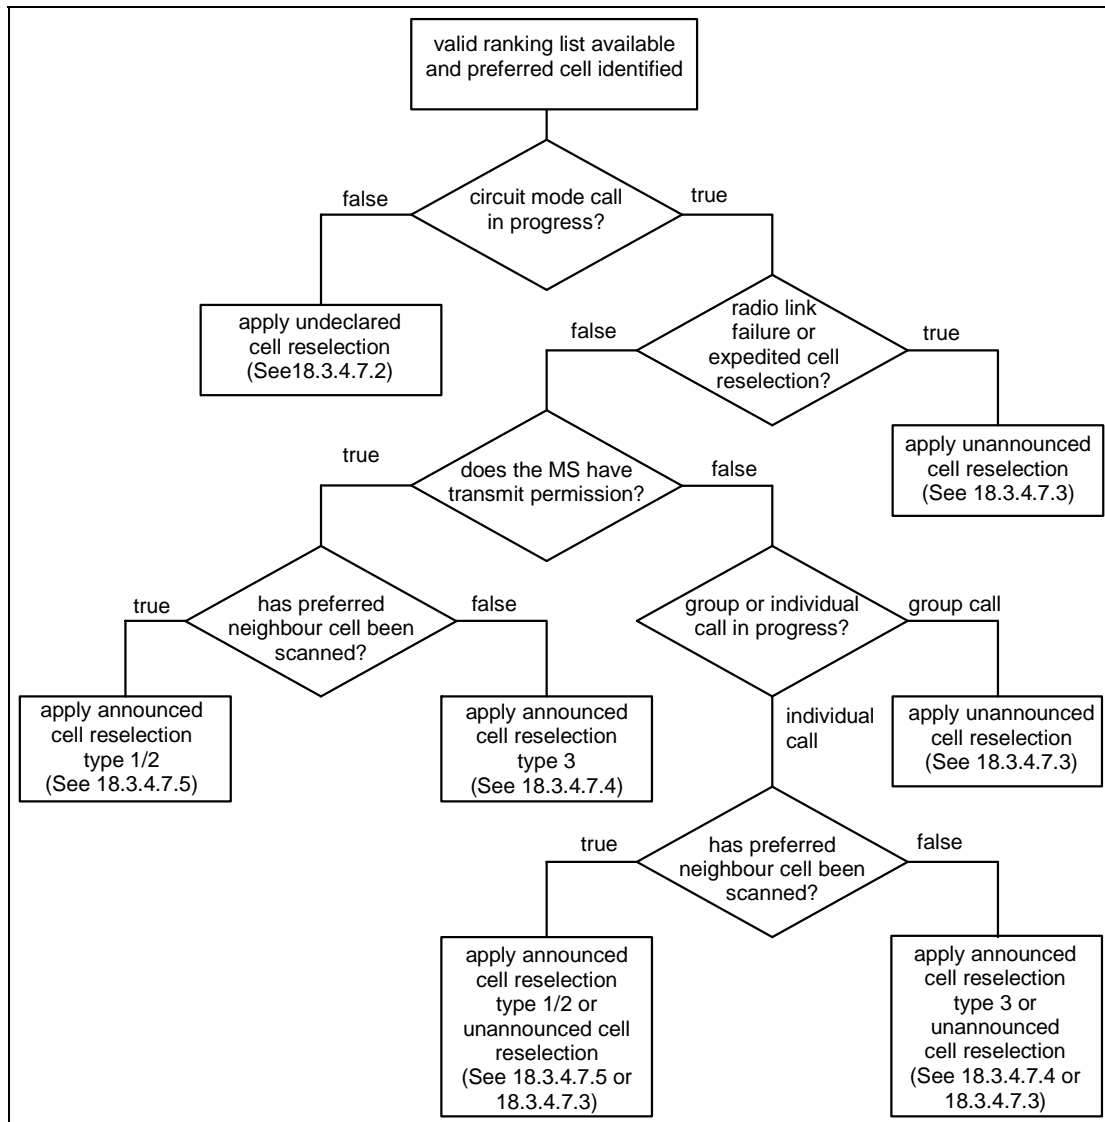 valid ranking list available
and preferred cell identified
false
circuit mode call
in progress?
true
apply undeclared
cell reselection
(See18.3.4.7.2)
false
radio link
failure or
expedited cell
reselection?
true
apply unannounced
cell reselection
(See 18.3.4.7.3)
true
does the MS have
transmit permission?
false
true
has preferred
neighbour cell been
scanned?
false
group or individual
call in progress?
group call
apply announced
cell reselection
type 1/2
(See 18.3.4.7.5)
apply announced
cell reselection
type 3
(See 18.3.4.7.4)
individual
call
apply unannounced
cell reselection
(See 18.3.4.7.3)
true
has preferred
neighbour cell been
scanned?
false
apply announced
cell reselection
type 1/2 or
unannounced cell
reselection
(See 18.3.4.7.5 or
18.3.4.7.3)
apply announced
cell reselection
type 3 or
unannounced
cell reselection
(See 18.3.4.7.4 or
18.3.4.7.3)